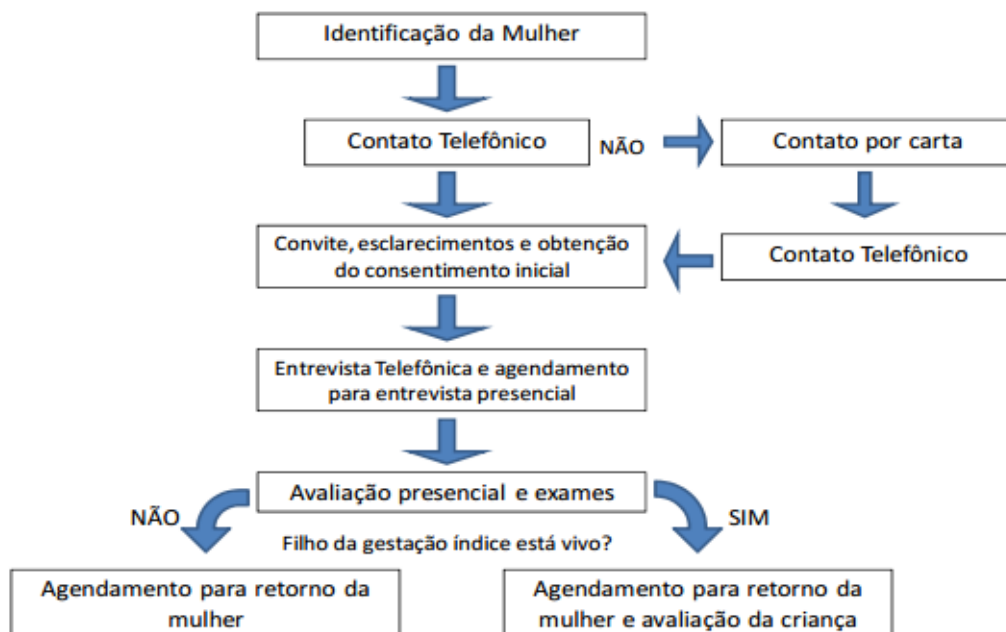 Identificação da Mulher
Contato Telefônico
NÃO
Contato por carta
Convite, esclarecimentos e obtenção
do consentimento inicial
Contato Telefônico
Entrevista Telefônica e agendamento
para entrevista presencial
Avaliação presencial e exames
NÃO
SIM
Filho da gestação índice está vivo?
Agendamento para retorno da
mulher
Agendamento para retorno da
mulher e avaliação da criança